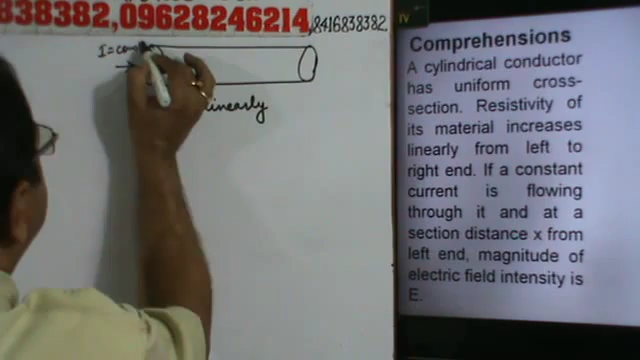 838382,09628246214,8416838382.
I = con
linearly
IV
Comprehensions
A cylindrical conductor
has uniform cross-
section. Resistivity of
its material increases
linearly from left to
right end. If a constant
current is flowing
through it and at a
section distance x from
left end, magnitude of
electric field intensity is
E.